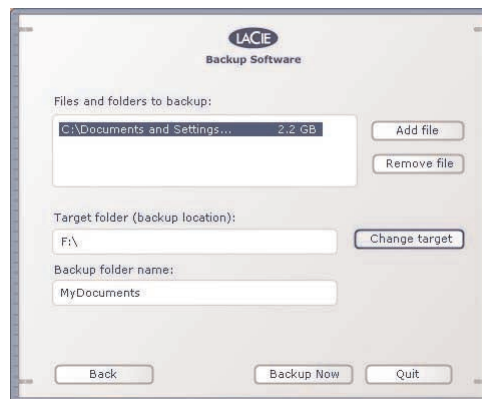 LACIE
Backup Software
Files and folders to backup:
C:\Documents and Settings... 2.2 GB
Add file
Remove file
Target folder (backup location):
F:\
Change target
Backup folder name:
MyDocuments
Back
Backup Now
Quit